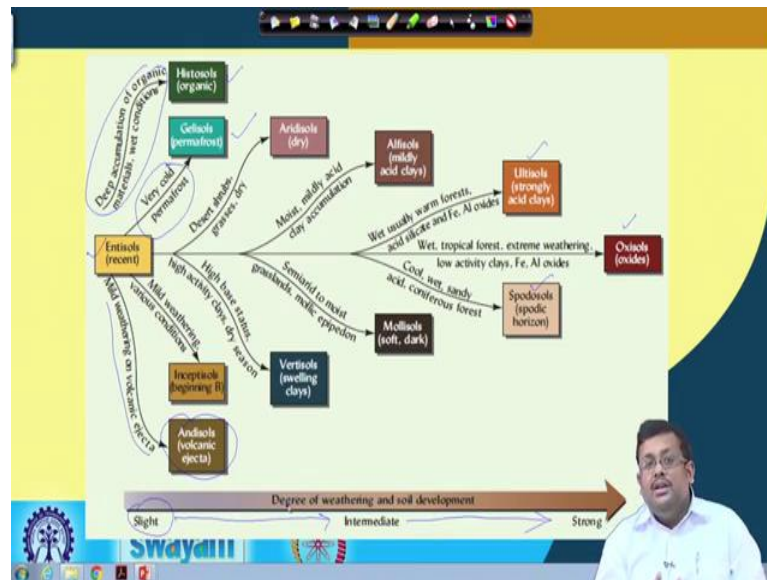 Histosols
(organic)
Deep accumulation of organic
materials, wet conditions
Gelisols
(permafrost)
Very cold
permafrost
Aridisols
(dry)
Desert shrubs,
grasses, dry
Alfisols
(mildly
acid clays)
Moist, mildly acid
clay accumulation
Ultisols
(strongly
acid clays)
Wet usually warm forests,
acid silicate and Fe, Al oxides
Entisols
(recent)
Wet, tropical forest, extreme weathering,
low activity clays, Fe, Al oxides
Oxisols
(oxides)
Cool, wet, sandy
acid, coniferous forest
Spodosols
(spodic
horizon)
Semiarid to moist
grasslands, mollic epipedon
Mollisols
(soft, dark)
High base status,
high activity clays, dry season
Vertisols
(swelling
clays)
Mild weathering,
various conditions
Inceptisols
(beginning B)
Mild weathering on volcanic ejecta
Andisols
(volcanic
ejecta)
Degree of weathering and soil development
Slight Intermediate Strong
swayam